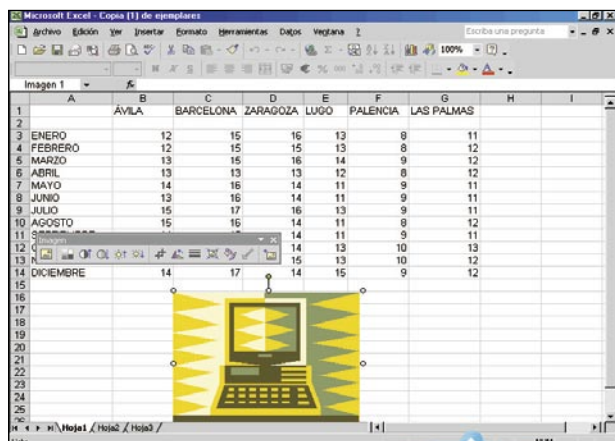 Microsoft Excel - Copia (1) de ejemplares
Archivo Edición Ver Insertar Formato Herramientas Datos Ventana ? Escriba una pregunta
100%
N K S
Imagen 1 fx
A B C D E F G H I
1 ÁVILA BARCELONA ZARAGOZA LUGO PALENCIA LAS PALMAS
2
3 ENERO 12 15 16 13 8 11
4 FEBRERO 12 15 15 13 8 12
5 MARZO 13 15 16 14 9 12
6 ABRIL 13 13 13 12 8 12
7 MAYO 14 16 14 11 9 11
8 JUNIO 13 16 14 11 9 11
9 JULIO 15 17 16 13 9 11
10 AGOSTO 15 16 14 11 8 12
11 14 11 9 11
Imagen
12 14 13 10 13
13 15 13 10 12
14 DICIEMBRE 14 17 14 15 9 12
15
16
17
18
19
20
21
22
23
24
25
Hoja1 Hoja2 Hoja3